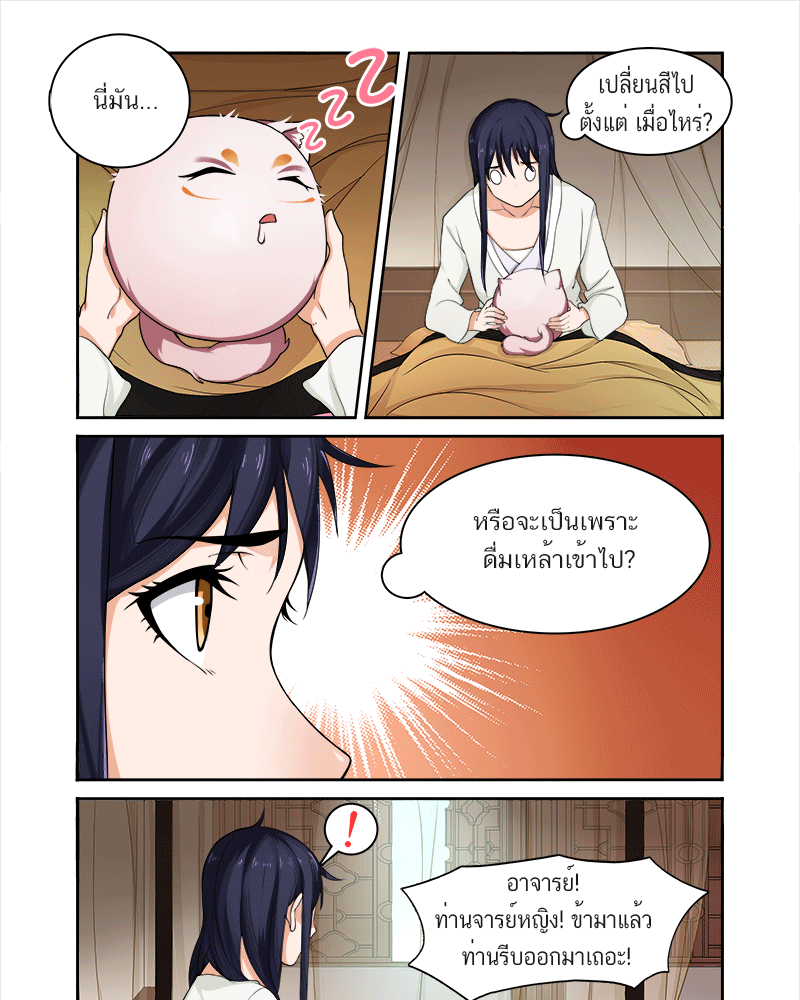 นี่มัน...
zzZZ
เปลี่ยนสีไป
ตั้งแต่ เมื่อไหร่?
หรือจะเป็นเพราะ
ดื่มเหล้าเข้าไป?
!
อาจารย์!
ท่านจารย์หญิง! ข้ามาแล้ว
ท่านรีบออกมาเถอะ!